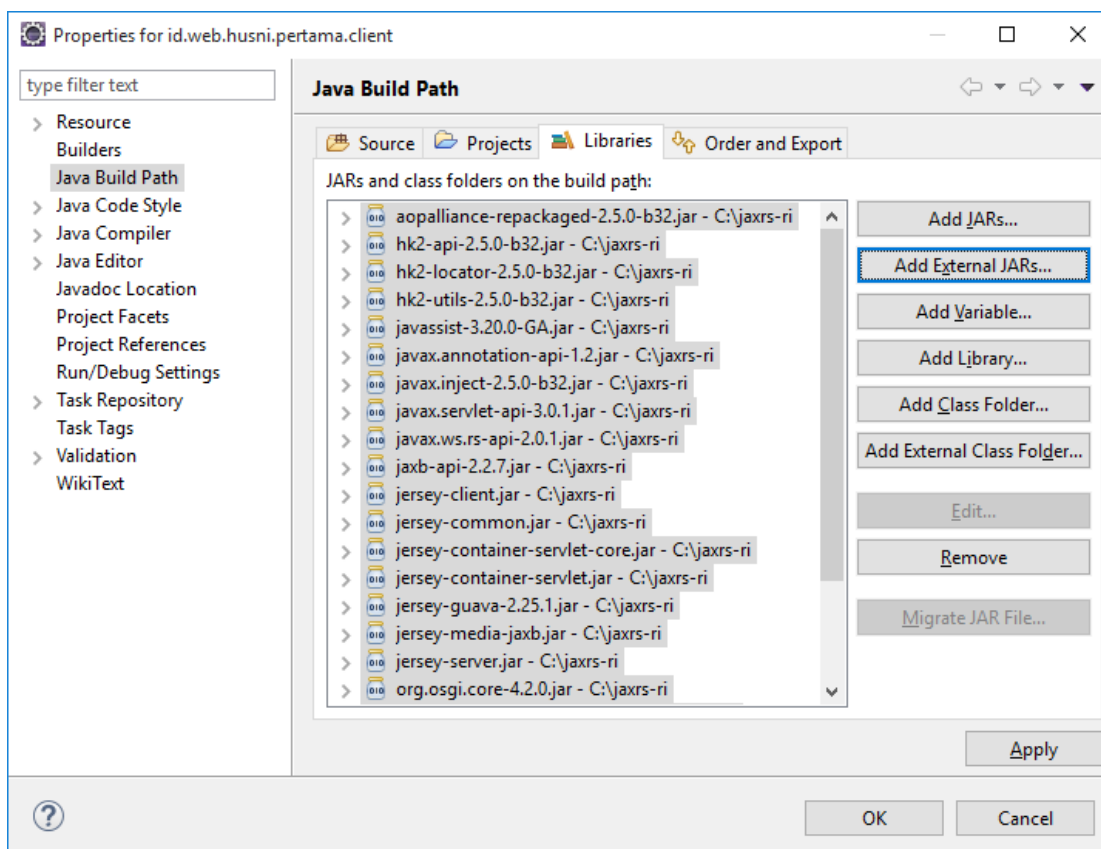 Properties for id.web.husni.pertama.client
type filter text
Resource
Builders
Java Build Path
Java Code Style
Java Compiler
Java Editor
Javadoc Location
Project Facets
Project References
Run/Debug Settings
Task Repository
Task Tags
Validation
WikiText
Java Build Path
Source
Projects
Libraries
Order and Export
JARs and class folders on the build path:
aopalliance-repackaged-2.5.0-b32.jar - C:\jaxrs-ri
hk2-api-2.5.0-b32.jar - C:\jaxrs-ri
hk2-locator-2.5.0-b32.jar - C:\jaxrs-ri
hk2-utils-2.5.0-b32.jar - C:\jaxrs-ri
javassist-3.20.0-GA.jar - C:\jaxrs-ri
javax.annotation-api-1.2.jar - C:\jaxrs-ri
javax.inject-2.5.0-b32.jar - C:\jaxrs-ri
javax.servlet-api-3.0.1.jar - C:\jaxrs-ri
javax.ws.rs-api-2.0.1.jar - C:\jaxrs-ri
jaxb-api-2.2.7.jar - C:\jaxrs-ri
jersey-client.jar - C:\jaxrs-ri
jersey-common.jar - C:\jaxrs-ri
jersey-container-servlet-core.jar - C:\jaxrs-ri
jersey-container-servlet.jar - C:\jaxrs-ri
jersey-guava-2.25.1.jar - C:\jaxrs-ri
jersey-media-jaxb.jar - C:\jaxrs-ri
jersey-server.jar - C:\jaxrs-ri
org.osgi.core-4.2.0.jar - C:\jaxrs-ri
Add JARs...
Add External JARs...
Add Variable...
Add Library...
Add Class Folder...
Add External Class Folder...
Edit...
Remove
Migrate JAR File...
Apply
OK
Cancel